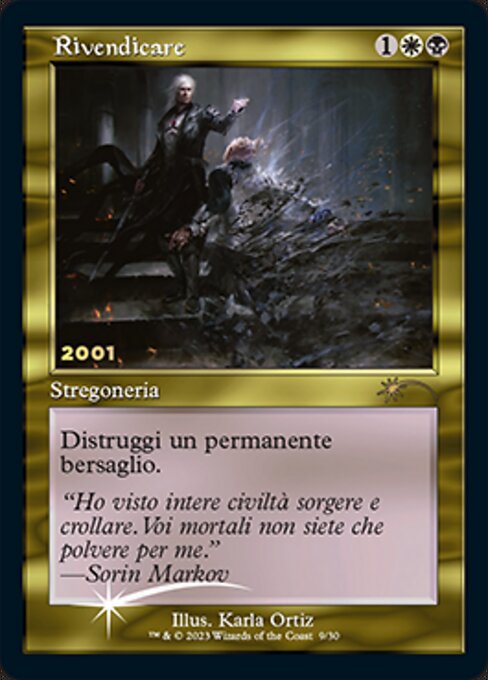 Rivendicare 1
2001
Stregoneria
Distruggi un permanente
bersaglio.
“Ho visto intere civiltà sorgere e
crollare. Voi mortali non siete che
polvere per me.”
—Sorin Markov
Illus. Karla Ortiz
™ & © 2023 Wizards of the Coast 9/30